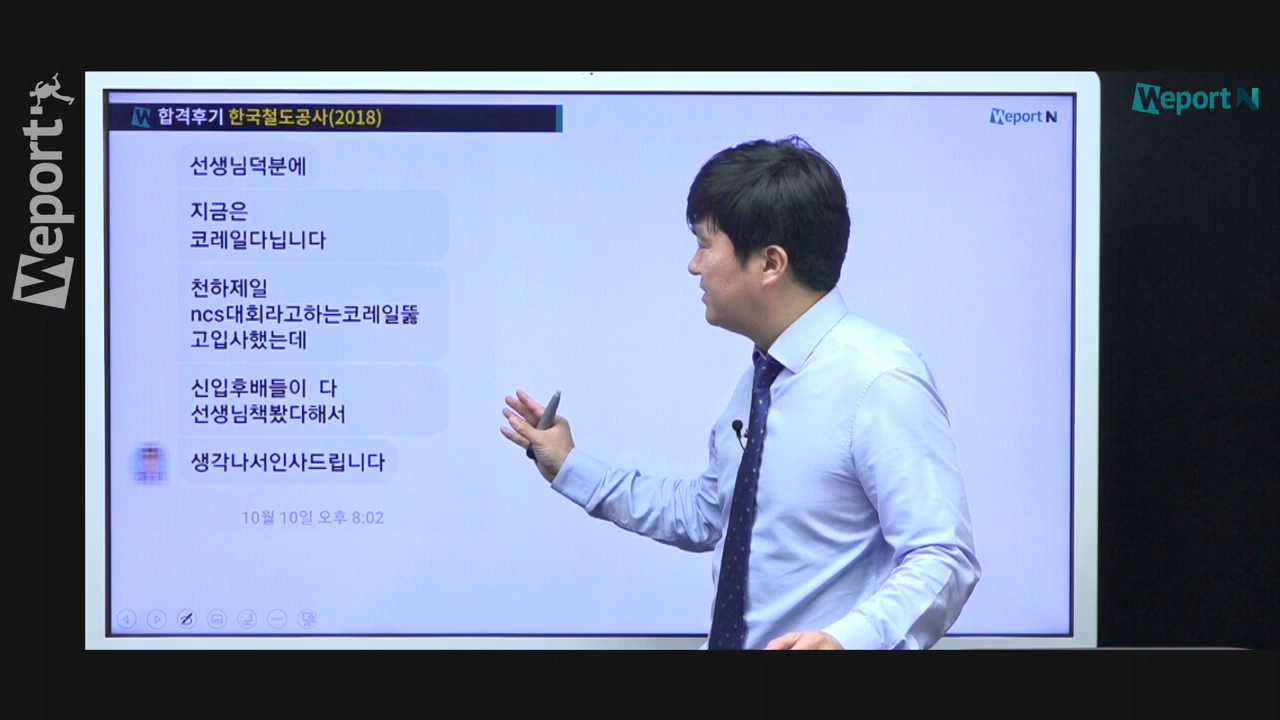 Weport
Weport N
W 합격후기 한국철도공사(2018)
Weport N
선생님덕분에
지금은
코레일다닙니다
천하제일
ncs대회라고하는코레일뚫
고입사했는데
신입후배들이 다
선생님책봤다해서
생각나서인사드립니다
10월 10일 오후 8:02